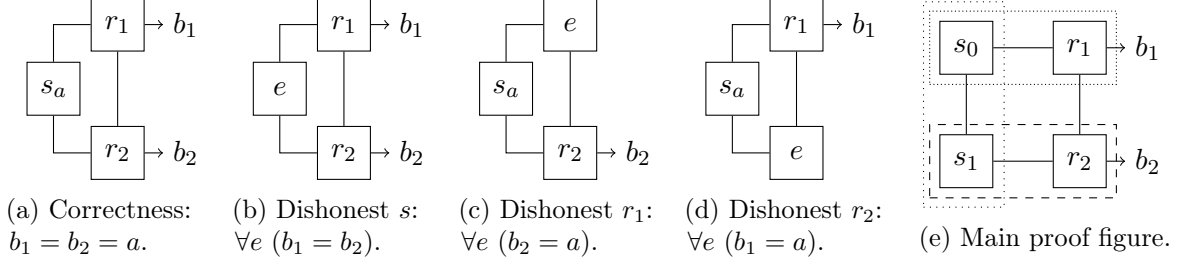 r₁ b₁
sₐ
r₂ b₂
(a) Correctness:
b₁ = b₂ = a.
r₁ b₁
e
r₂ b₂
(b) Dishonest s:
∀e (b₁ = b₂).
e
sₐ
r₂ b₂
(c) Dishonest r₁:
∀e (b₂ = a).
r₁ b₁
sₐ
e
(d) Dishonest r₂:
∀e (b₁ = a).
s₀ r₁ b₁
s₁ r₂ b₂
(e) Main proof figure.